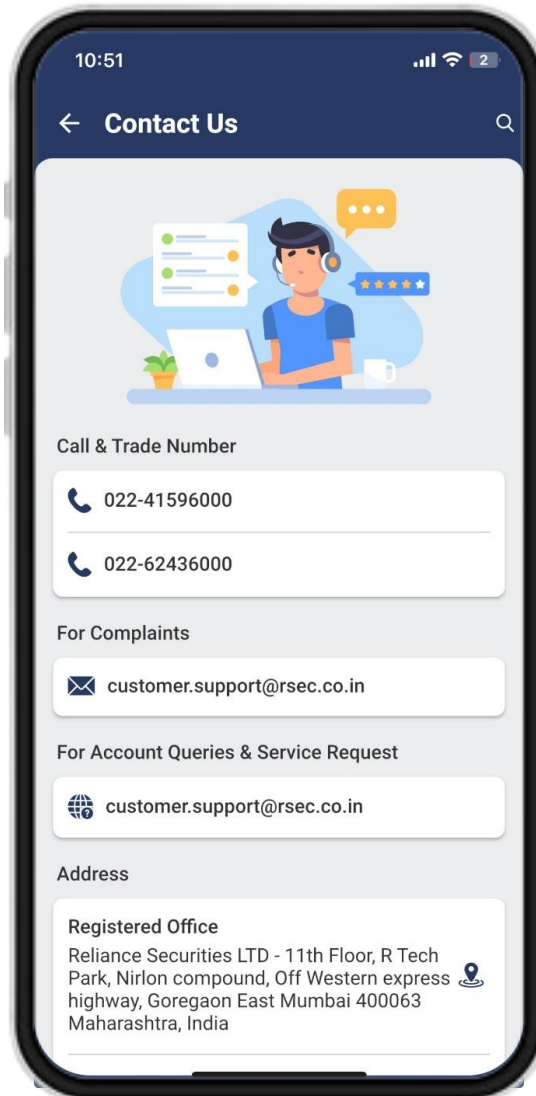 10:51
2
Contact Us
Call & Trade Number
022-41596000
022-62436000
For Complaints
customer.support@rsec.co.in
For Account Queries & Service Request
customer.support@rsec.co.in
Address
Registered Office
Reliance Securities LTD - 11th Floor, R Tech
Park, Nirlon compound, Off Western express
highway, Goregaon East Mumbai 400063
Maharashtra, India